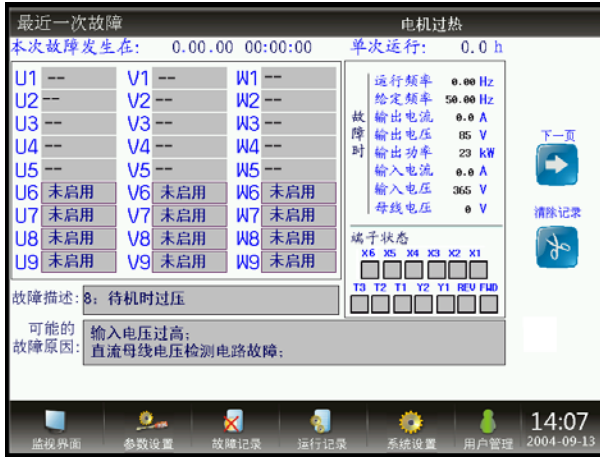 最近一次故障 电机过热
本次故障发生在: 0.00.00 00:00:00 单次运行: 0.0 h
U1 -- V1 -- W1 --
U2 -- V2 -- W2 --
U3 -- V3 -- W3 --
U4 -- V4 -- W4 --
U5 -- V5 -- W5 --
U6 未启用 V6 未启用 W6 未启用
U7 未启用 V7 未启用 W7 未启用
U8 未启用 V8 未启用 W8 未启用
U9 未启用 V9 未启用 W9 未启用
故障时
运行频率 0.00 Hz
给定频率 50.00 Hz
输出电流 0.0 A
输出电压 85 V
输出功率 23 kW
输入电流 0.0 A
输入电压 365 V
母线电压 0 V
端子状态
X6 X5 X4 X3 X2 X1
T3 T2 T1 Y2 Y1 REV FWD
下一页
清除记录
故障描述: 8: 待机时过压
可能的故障原因: 输入电压过高;
直流母线电压检测电路故障;
监视界面 参数设置 故障记录 运行记录 系统设置 用户管理
14:07
2004-09-13